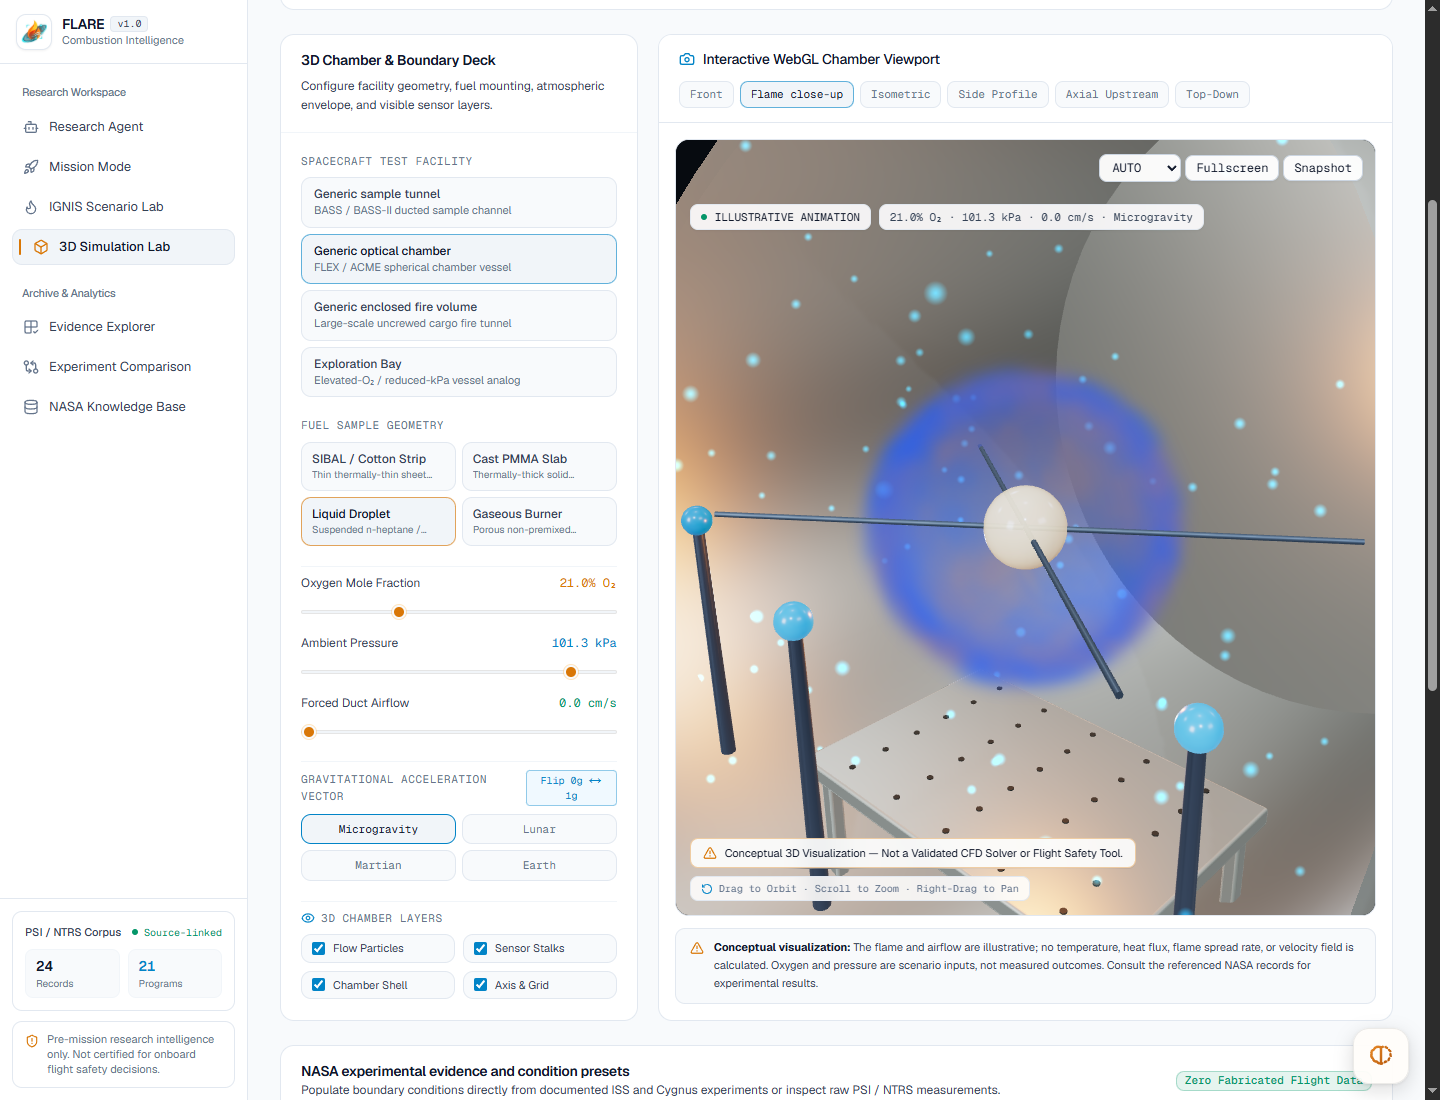 FLARE v1.0
Combustion Intelligence
Research Workspace
Research Agent
Mission Mode
IGNIS Scenario Lab
3D Simulation Lab
Archive & Analytics
Evidence Explorer
Experiment Comparison
NASA Knowledge Base
PSI / NTRS Corpus Source-linked
24 21
Records Programs
Pre-mission research intelligence
only. Not certified for onboard
flight safety decisions.
3D Chamber & Boundary Deck
Configure facility geometry, fuel mounting, atmospheric
envelope, and visible sensor layers.
SPACECRAFT TEST FACILITY
Generic sample tunnel
BASS / BASS-II ducted sample channel
Generic optical chamber
FLEX / ACME spherical chamber vessel
Generic enclosed fire volume
Large-scale uncrewed cargo fire tunnel
Exploration Bay
Elevated-O₂ / reduced-kPa vessel analog
FUEL SAMPLE GEOMETRY
SIBAL / Cotton Strip Cast PMMA Slab
Thin thermally-thin sheet... Thermally-thick solid...
Liquid Droplet Gaseous Burner
Suspended n-heptane /... Porous non-premixed...
Oxygen Mole Fraction 21.0% O₂
Ambient Pressure 101.3 kPa
Forced Duct Airflow 0.0 cm/s
GRAVITATIONAL ACCELERATION
VECTOR
Flip 0g ↔
1g
Microgravity Lunar
Martian Earth
3D CHAMBER LAYERS
Flow Particles Sensor Stalks
Chamber Shell Axis & Grid
Interactive WebGL Chamber Viewport
Front Flame close-up Isometric Side Profile Axial Upstream Top-Down
AUTO Fullscreen Snapshot
ILLUSTRATIVE ANIMATION 21.0% O₂ · 101.3 kPa · 0.0 cm/s · Microgravity
Conceptual 3D Visualization — Not a Validated CFD Solver or Flight Safety Tool.
Drag to Orbit · Scroll to Zoom · Right-Drag to Pan
Conceptual visualization: The flame and airflow are illustrative; no temperature, heat flux, flame spread rate, or velocity field is
calculated. Oxygen and pressure are scenario inputs, not measured outcomes. Consult the referenced NASA records for
experimental results.
NASA experimental evidence and condition presets
Populate boundary conditions directly from documented ISS and Cygnus experiments or inspect raw PSI / NTRS measurements.
Zero Fabricated Flight Data